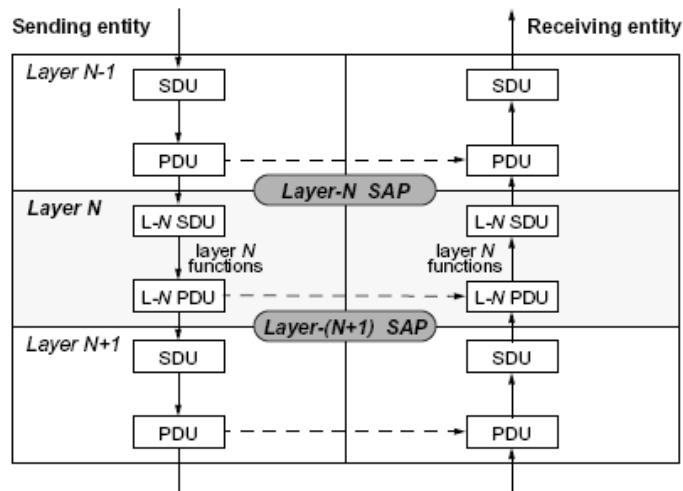 Sending entity
Receiving entity
Layer N-1
SDU
SDU
PDU
PDU
Layer-N SAP
Layer N
L-N SDU
L-N SDU
layer N
functions
layer N
functions
L-N PDU
L-N PDU
Layer-(N+1) SAP
Layer N+1
SDU
SDU
PDU
PDU